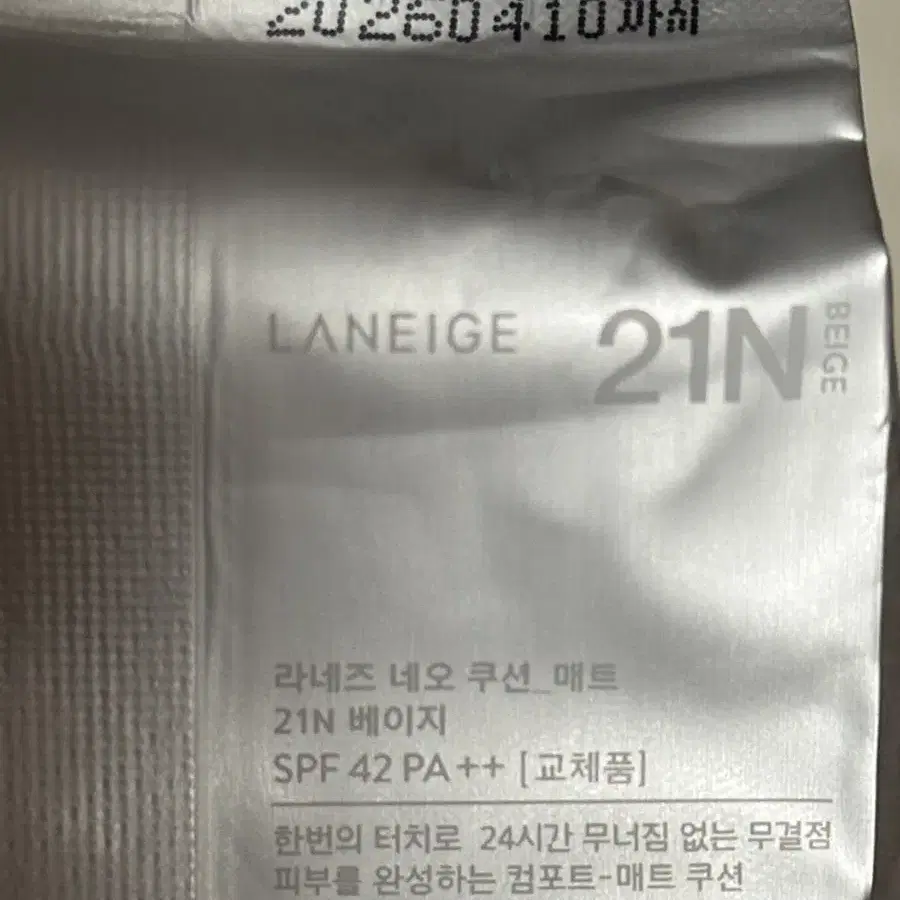 20260410까지
LANEIGE 21N BEIGE
라네즈 네오 쿠션_매트
21N 베이지
SPF 42 PA++ [교체품]
한번의 터치로 24시간 무너짐 없는 무결점
피부를 완성하는 컴포트-매트 쿠션